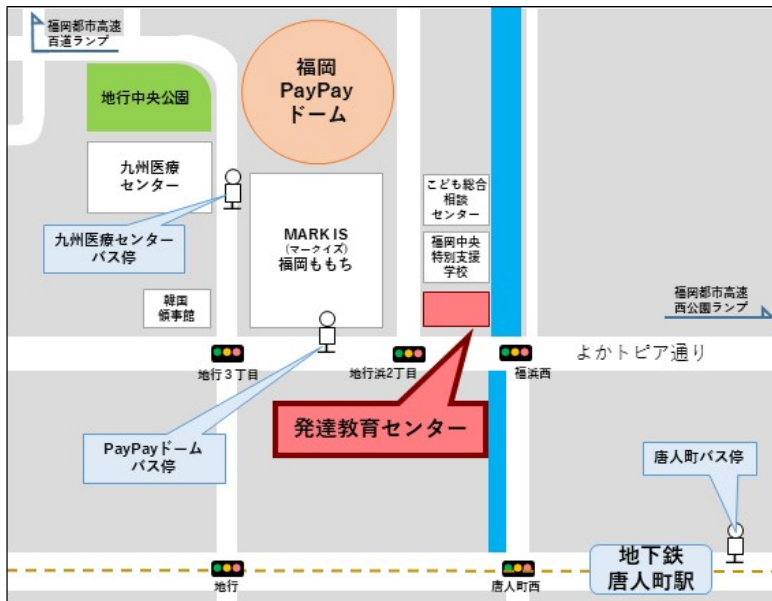 福岡都市高速
百道ランプ
地行中央公園
福岡
PayPay
ドーム
九州医療
センター
こども総合
相談
センター
九州医療センター
バス停
MARK IS
(マークイズ)
福岡ももち
福岡中央
特別支援
学校
韓国
領事館
福岡都市高速
西公園ランプ
よかトピア通り
地行３丁目
地行浜2丁目
福浜西
発達教育センター
PayPayドーム
バス停
唐人町バス停
地下鉄
唐人町駅
地行
唐人町西